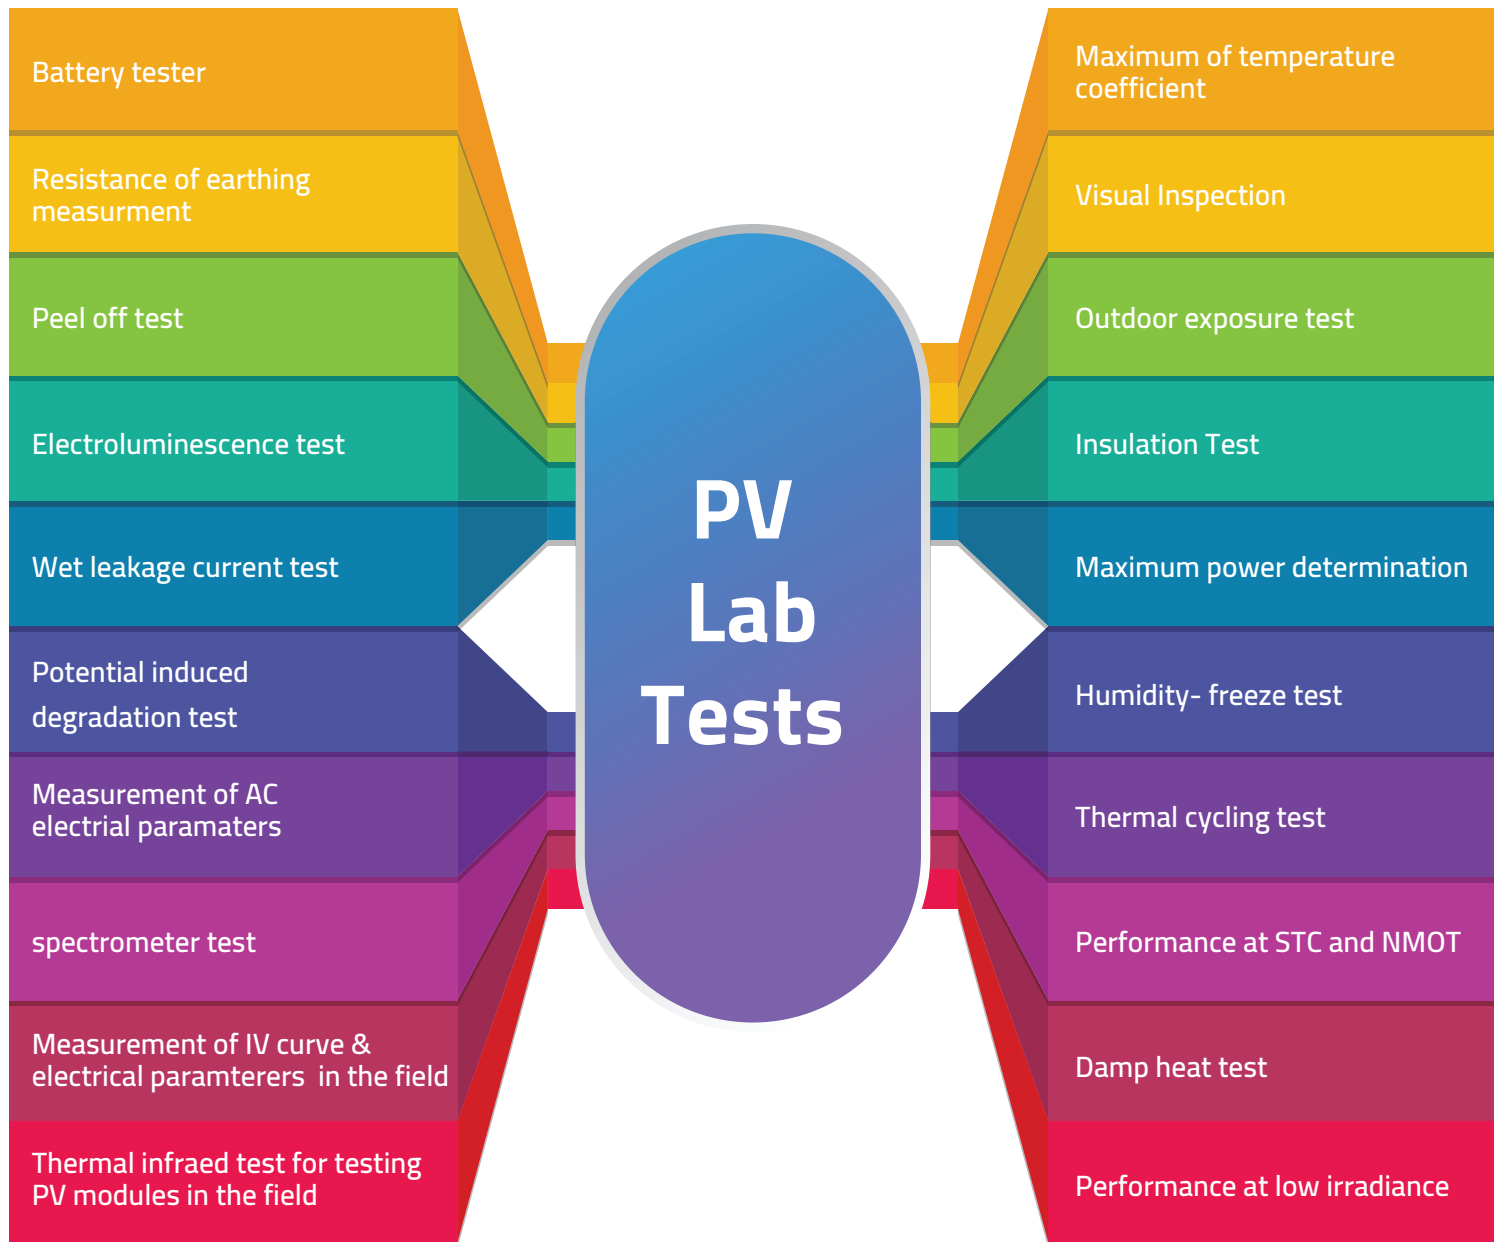 Battery tester
Resistance of earthing
measurment
Peel off test
Electroluminescence test
Wet leakage current test
Potential induced
degradation test
Measurement of AC
electrial paramaters
spectrometer test
Measurement of IV curve &
electrical paramterers in the field
Thermal infraed test for testing
PV modules in the field
PV
Lab
Tests
Maximum of temperature
coefficient
Visual Inspection
Outdoor exposure test
Insulation Test
Maximum power determination
Humidity- freeze test
Thermal cycling test
Performance at STC and NMOT
Damp heat test
Performance at low irradiance